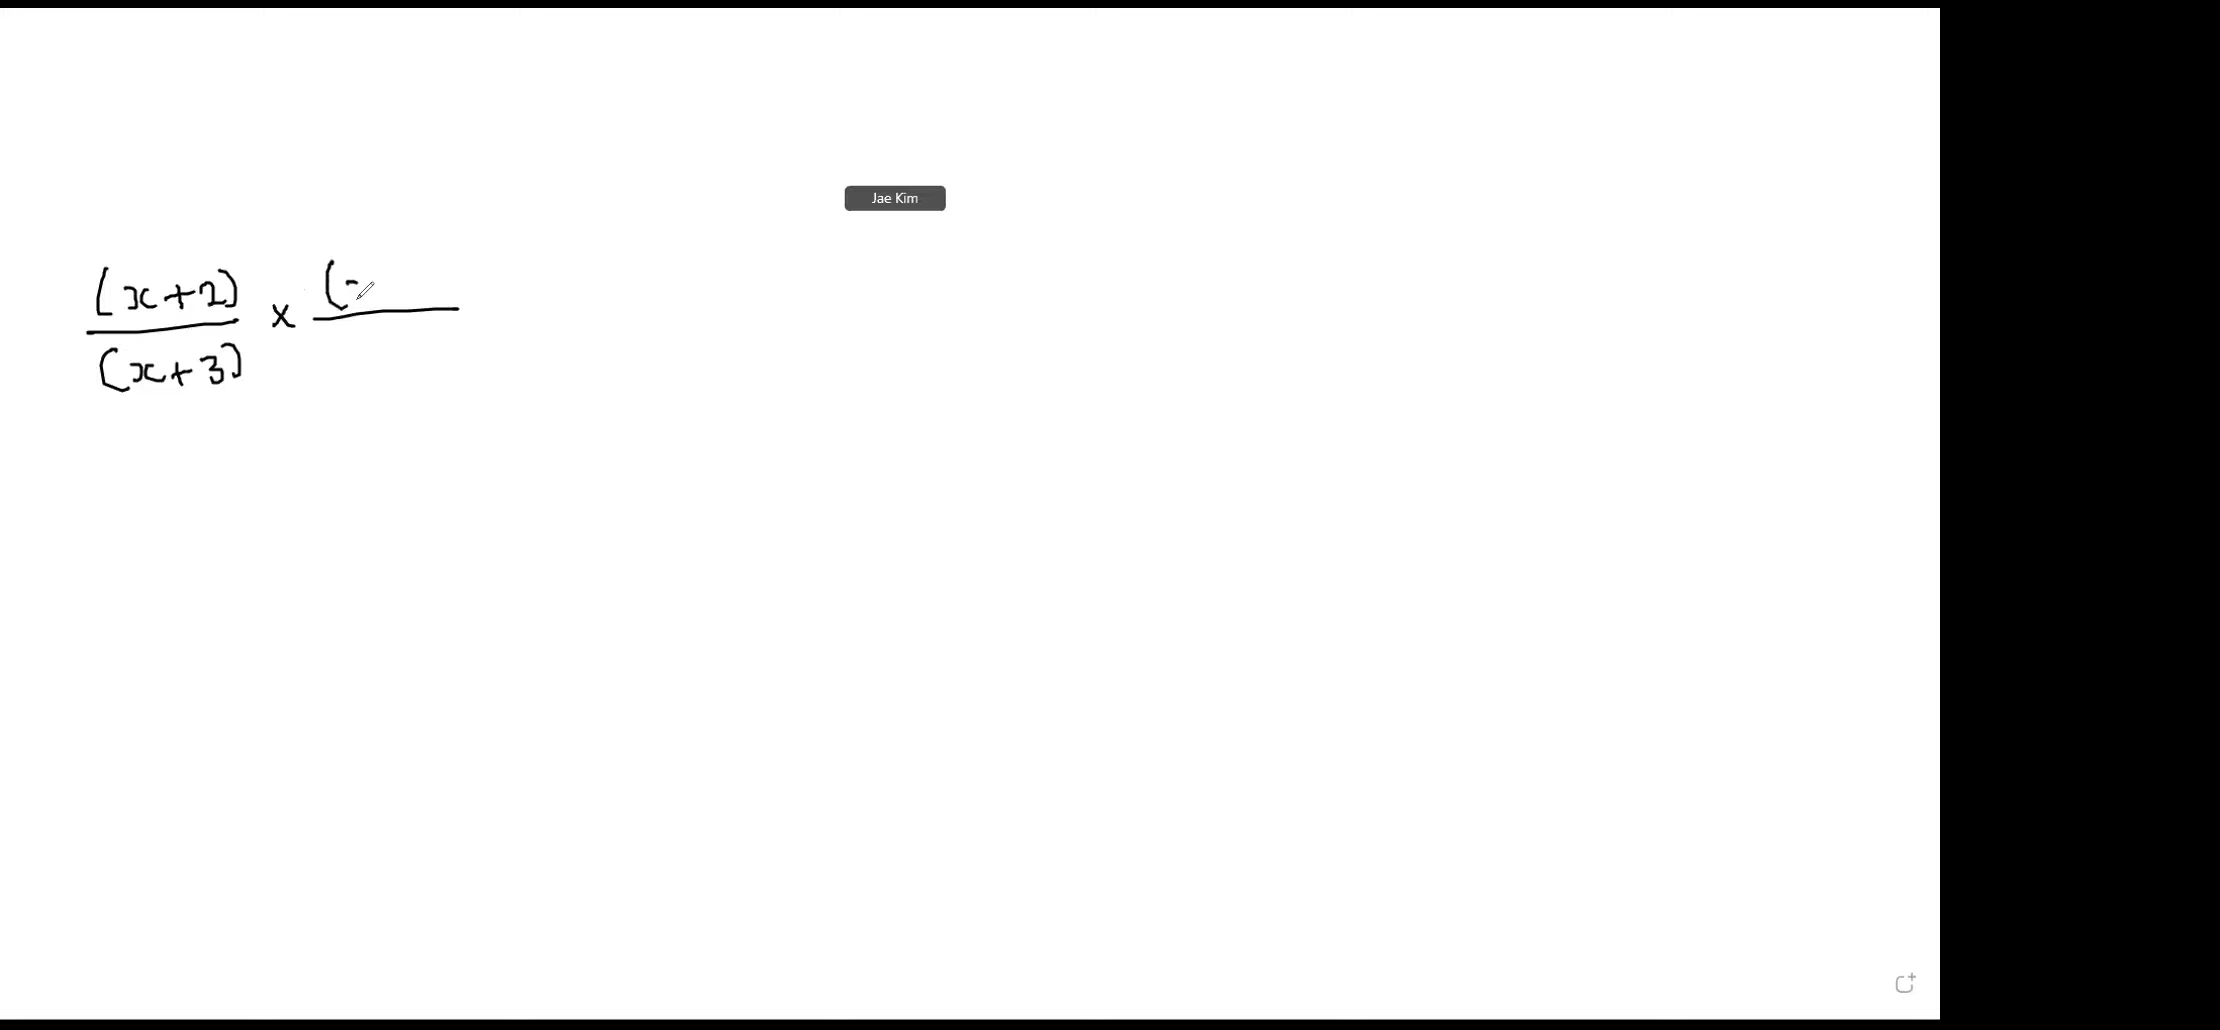 Jae Kim
(x+2) × (-
(x+3)